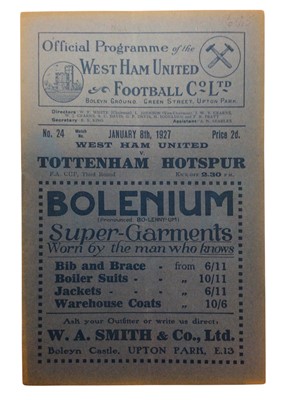 Official Programme of the
WEST HAM UNITED
FOOTBALL CO LTD
BOLEYN GROUND, GREEN STREET, UPTON PARK
No. 24 JANUARY 8th, 1927 Price 2d.
WEST HAM UNITED
TOTTENHAM HOTSPUR
F.A. CUP, Third Round Kick-off 2.30 P.M.
BOLENIUM
Super-Garments
Worn by the man who knows
Bib and Brace - from 6/11
Boiler Suits - - „ 10/11
Jackets - - „ 6/11
Warehouse Coats „ 10/6
Ask your Outfitter or write us direct:
W. A. SMITH & Co., Ltd.
Boleyn Castle, UPTON PARK, E.13